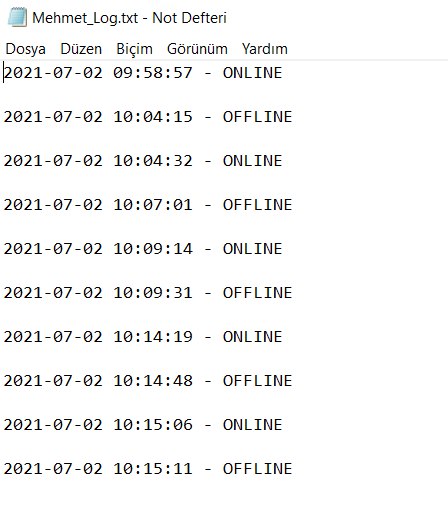 Mehmet_Log.txt - Not Defteri
Dosya Düzen Biçim Görünüm Yardım
2021-07-02 09:58:57 - ONLINE
2021-07-02 10:04:15 - OFFLINE
2021-07-02 10:04:32 - ONLINE
2021-07-02 10:07:01 - OFFLINE
2021-07-02 10:09:14 - ONLINE
2021-07-02 10:09:31 - OFFLINE
2021-07-02 10:14:19 - ONLINE
2021-07-02 10:14:48 - OFFLINE
2021-07-02 10:15:06 - ONLINE
2021-07-02 10:15:11 - OFFLINE